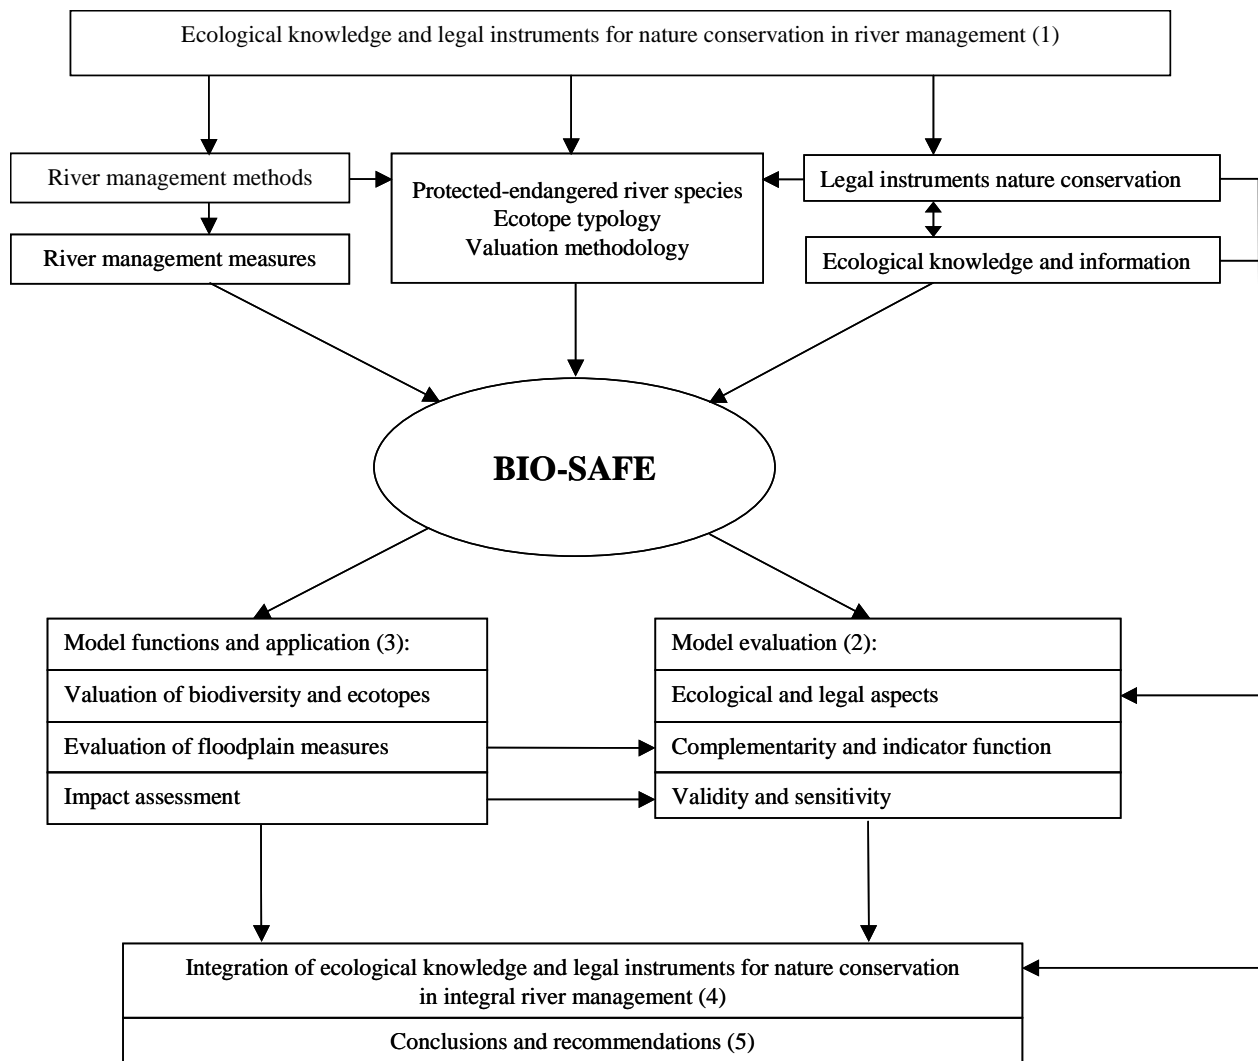 Ecological knowledge and legal instruments for nature conservation in river management (1)
River management methods
Protected-endangered river species
Ecotope typology
Valuation methodology
Legal instruments nature conservation
River management measures
Ecological knowledge and information
BIO-SAFE
Model functions and application (3):
Valuation of biodiversity and ecotopes
Evaluation of floodplain measures
Impact assessment
Model evaluation (2):
Ecological and legal aspects
Complementarity and indicator function
Validity and sensitivity
Integration of ecological knowledge and legal instruments for nature conservation
in integral river management (4)
Conclusions and recommendations (5)